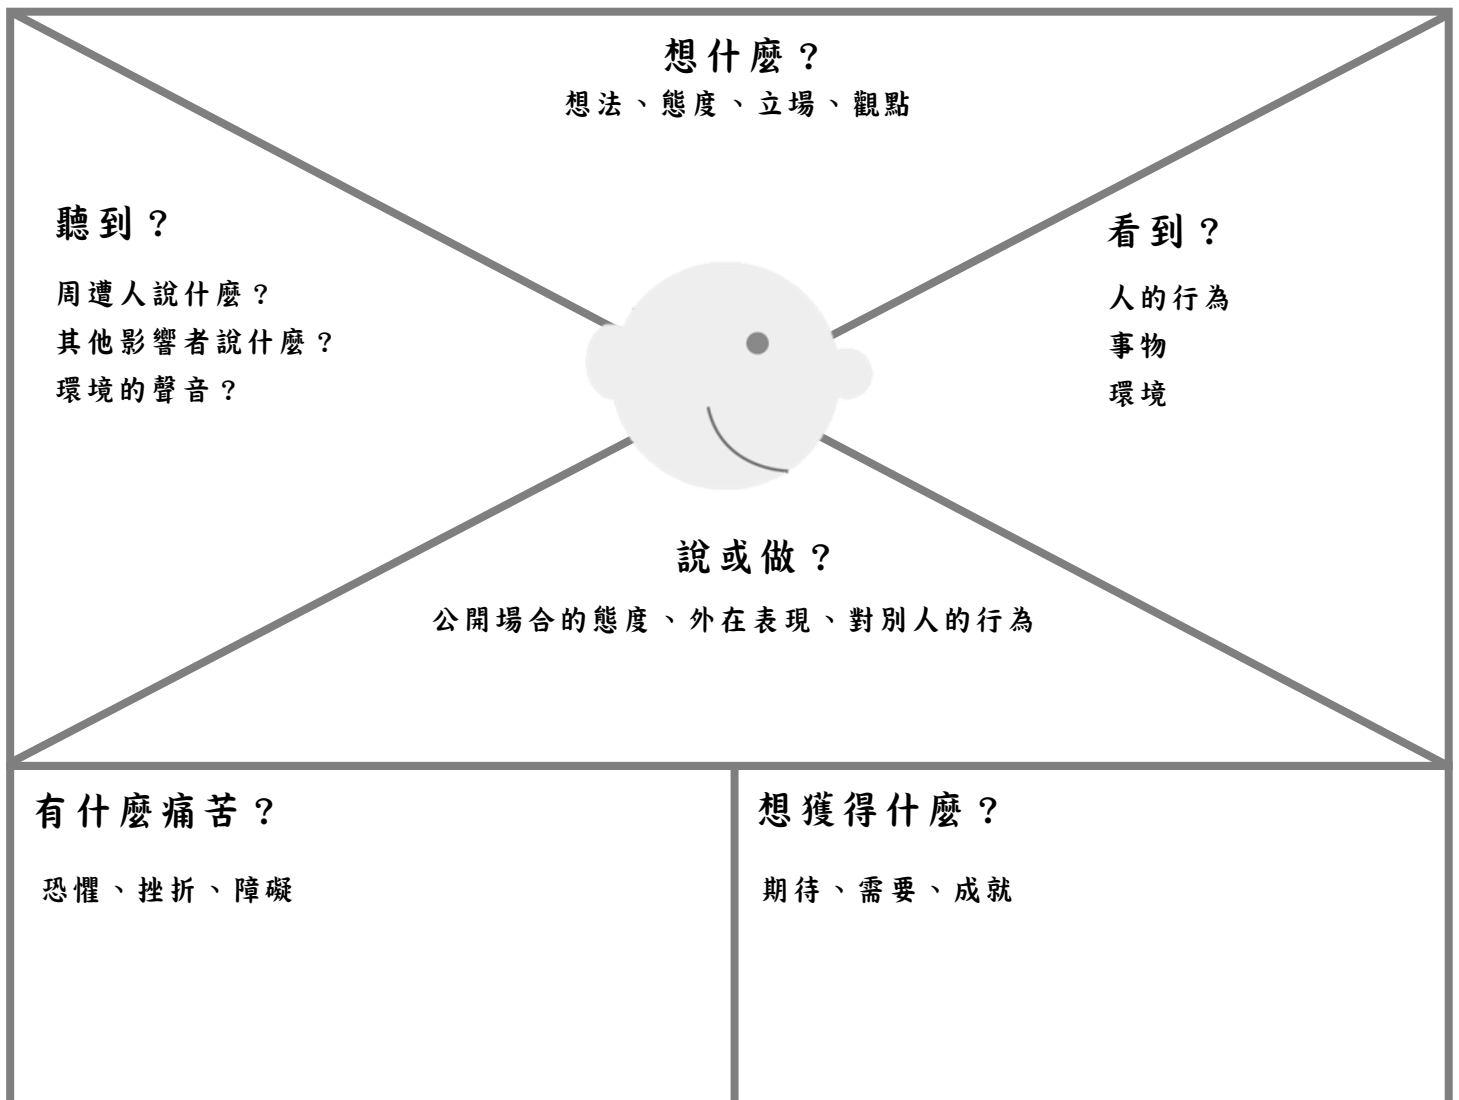 想什麼？
想法、態度、立場、觀點
聽到？
周遭人說什麼？
其他影響者說什麼？
環境的聲音？
看到？
人的行為
事物
環境
說或做？
公開場合的態度、外在表現、對別人的行為
有什麼痛苦？
恐懼、挫折、障礙
想獲得什麼？
期待、需要、成就